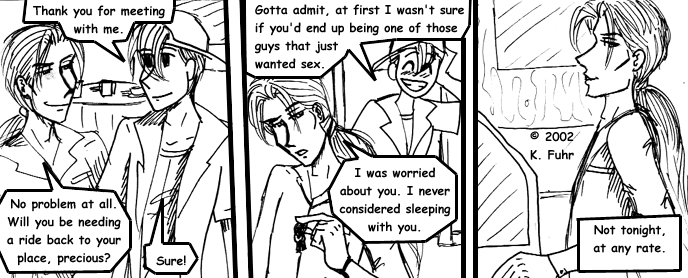 Thank you for meeting
with me.
No problem at all.
Will you be needing
a ride back to your
place, precious?
Sure!
Gotta admit, at first I wasn't sure
if you'd end up being one of those
guys that just
wanted sex.
I was worried
about you. I never
considered sleeping
with you.
© 2002
K. Fuhr
Not tonight,
at any rate.